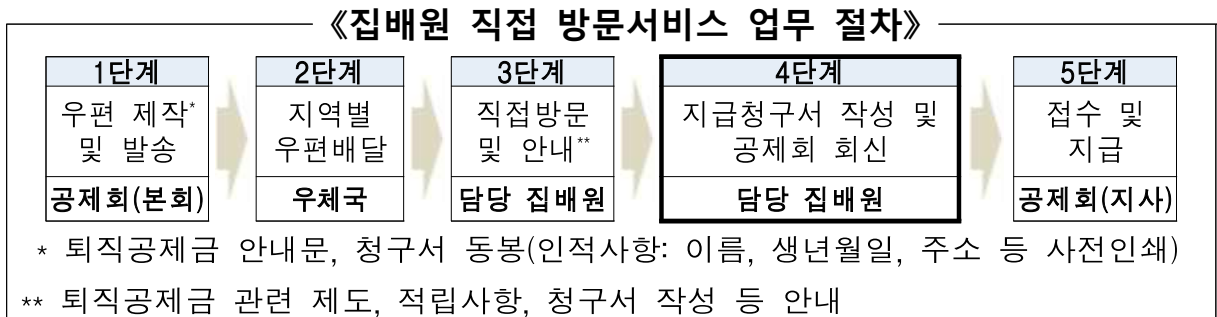 《집배원 직접 방문서비스 업무 절차》
1단계
우편 제작*
및 발송
공제회(본회)
2단계
지역별
우편배달
우체국
3단계
직접방문
및 안내**
담당 집배원
4단계
지급청구서 작성 및
공제회 회신
담당 집배원
5단계
접수 및
지급
공제회(지사)
* 퇴직공제금 안내문, 청구서 동봉(인적사항: 이름, 생년월일, 주소 등 사전인쇄)
** 퇴직공제금 관련 제도, 적립사항, 청구서 작성 등 안내